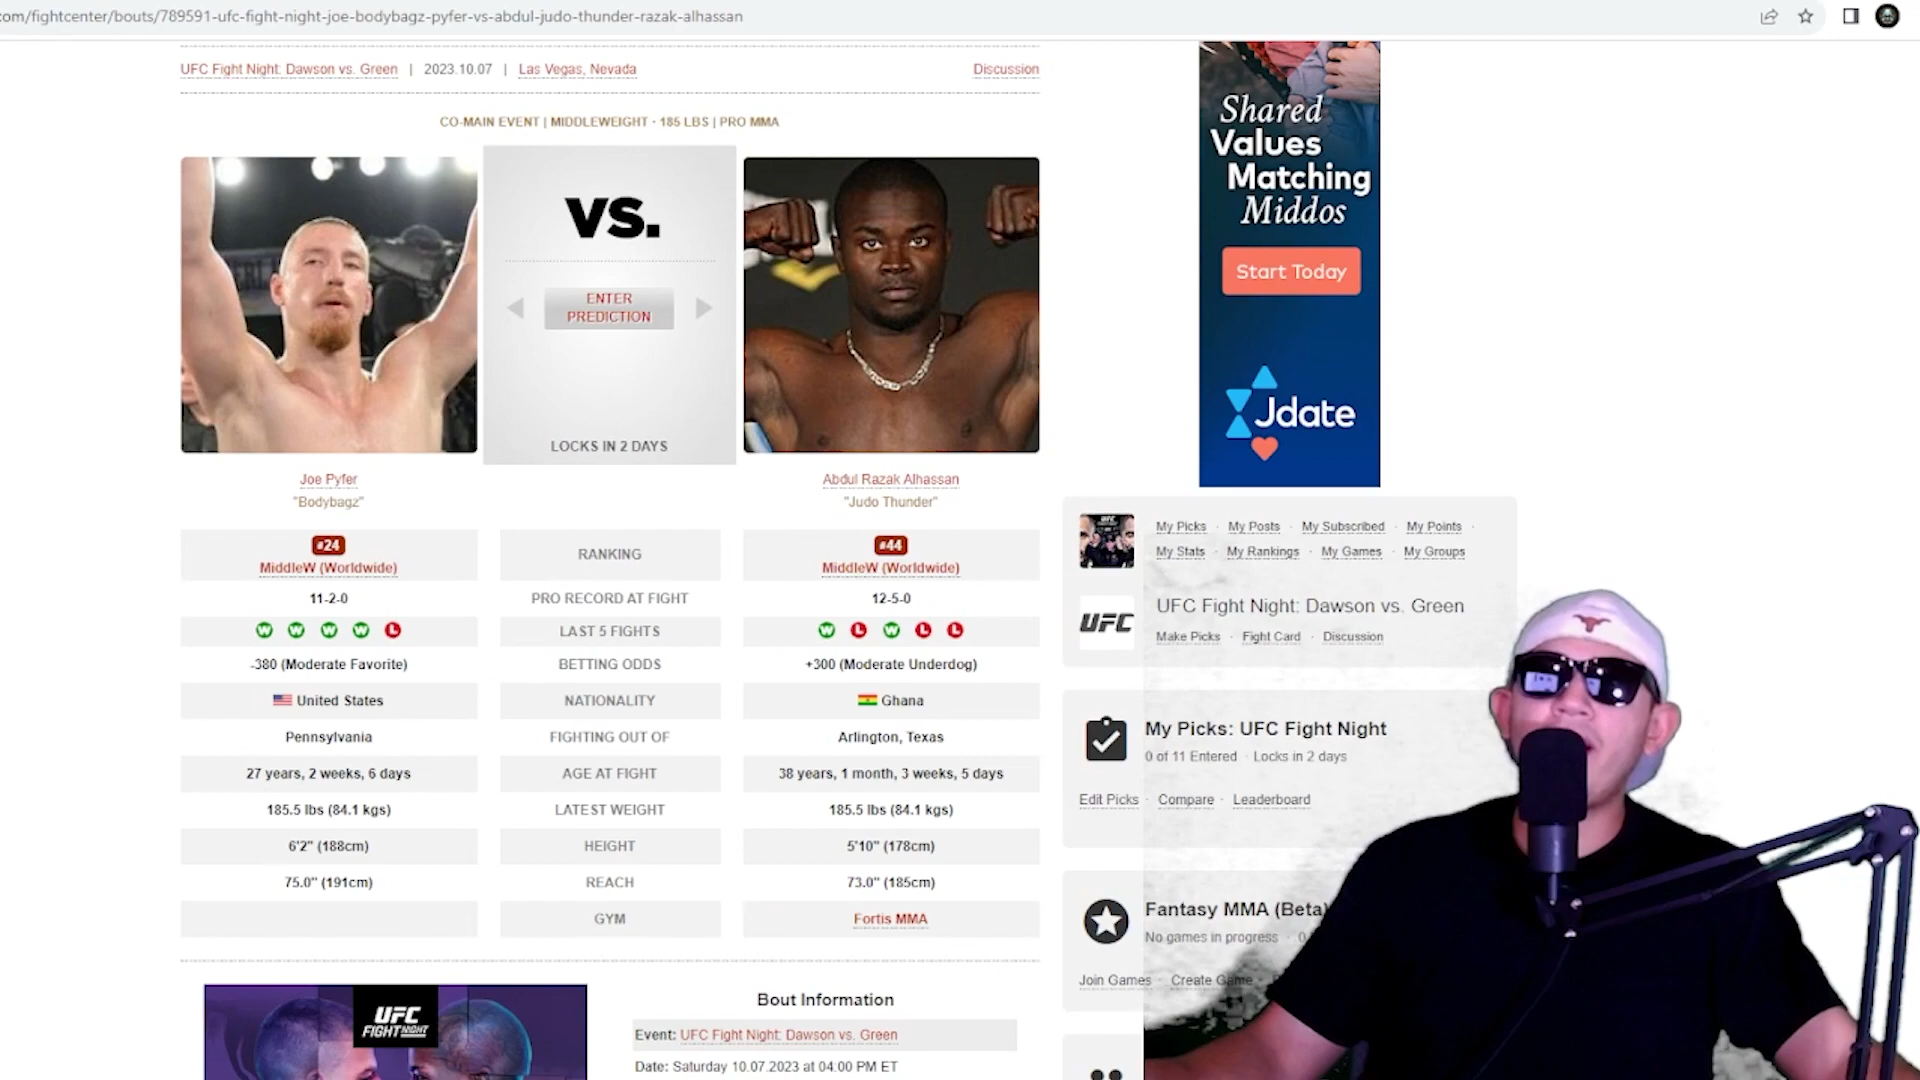 com/fightcenter/bouts/789591-ufc-fight-night-joe-bodybagz-pyfer-vs-abdul-judo-thunder-razak-alhassan
UFC Fight Night: Dawson vs. Green | 2023.10.07 | Las Vegas, Nevada
Discussion
CO-MAIN EVENT | MIDDLEWEIGHT · 185 LBS | PRO MMA
VS.
ENTER
PREDICTION
LOCKS IN 2 DAYS
Joe Pyfer
"Bodybagz"
Abdul Razak Alhassan
"Judo Thunder"
#24
MiddleW (Worldwide)
RANKING
#44
MiddleW (Worldwide)
11-2-0 PRO RECORD AT FIGHT 12-5-0
W W W W L LAST 5 FIGHTS W L W L L
-380 (Moderate Favorite) BETTING ODDS +300 (Moderate Underdog)
United States NATIONALITY Ghana
Pennsylvania FIGHTING OUT OF Arlington, Texas
27 years, 2 weeks, 6 days AGE AT FIGHT 38 years, 1 month, 3 weeks, 5 days
185.5 lbs (84.1 kgs) LATEST WEIGHT 185.5 lbs (84.1 kgs)
6'2" (188cm) HEIGHT 5'10" (178cm)
75.0" (191cm) REACH 73.0" (185cm)
GYM Fortis MMA
UFC
FIGHT NIGHT
Bout Information
Event: UFC Fight Night: Dawson vs. Green
Date: Saturday 10.07.2023 at 04:00 PM ET
Shared
Values
Matching
Middos
Start Today
Jdate
My Picks · My Posts · My Subscribed · My Points ·
My Stats · My Rankings · My Games · My Groups
UFC
UFC Fight Night: Dawson vs. Green
Make Picks · Fight Card · Discussion
My Picks: UFC Fight Night
0 of 11 Entered · Locks in 2 days
Edit Picks · Compare · Leaderboard
Fantasy MMA (Beta)
No games in progress · 0
Join Games · Create Game